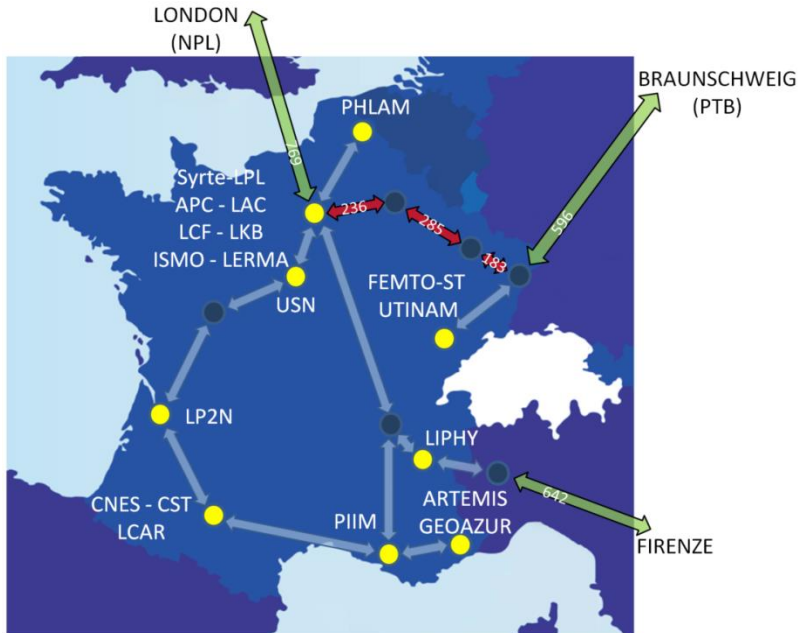 LONDON
(NPL)
BRAUNSCHWEIG
(PTB)
PHLAM
769
Syrte-LPL
APC - LAC
LCF - LKB
ISMO - LERMA
236
285
183
596
FEMTO-ST
UTINAM
USN
LP2N
LIPHY
CNES - CST
LCAR
PIIM
ARTEMIS
GEOAZUR
642
FIRENZE